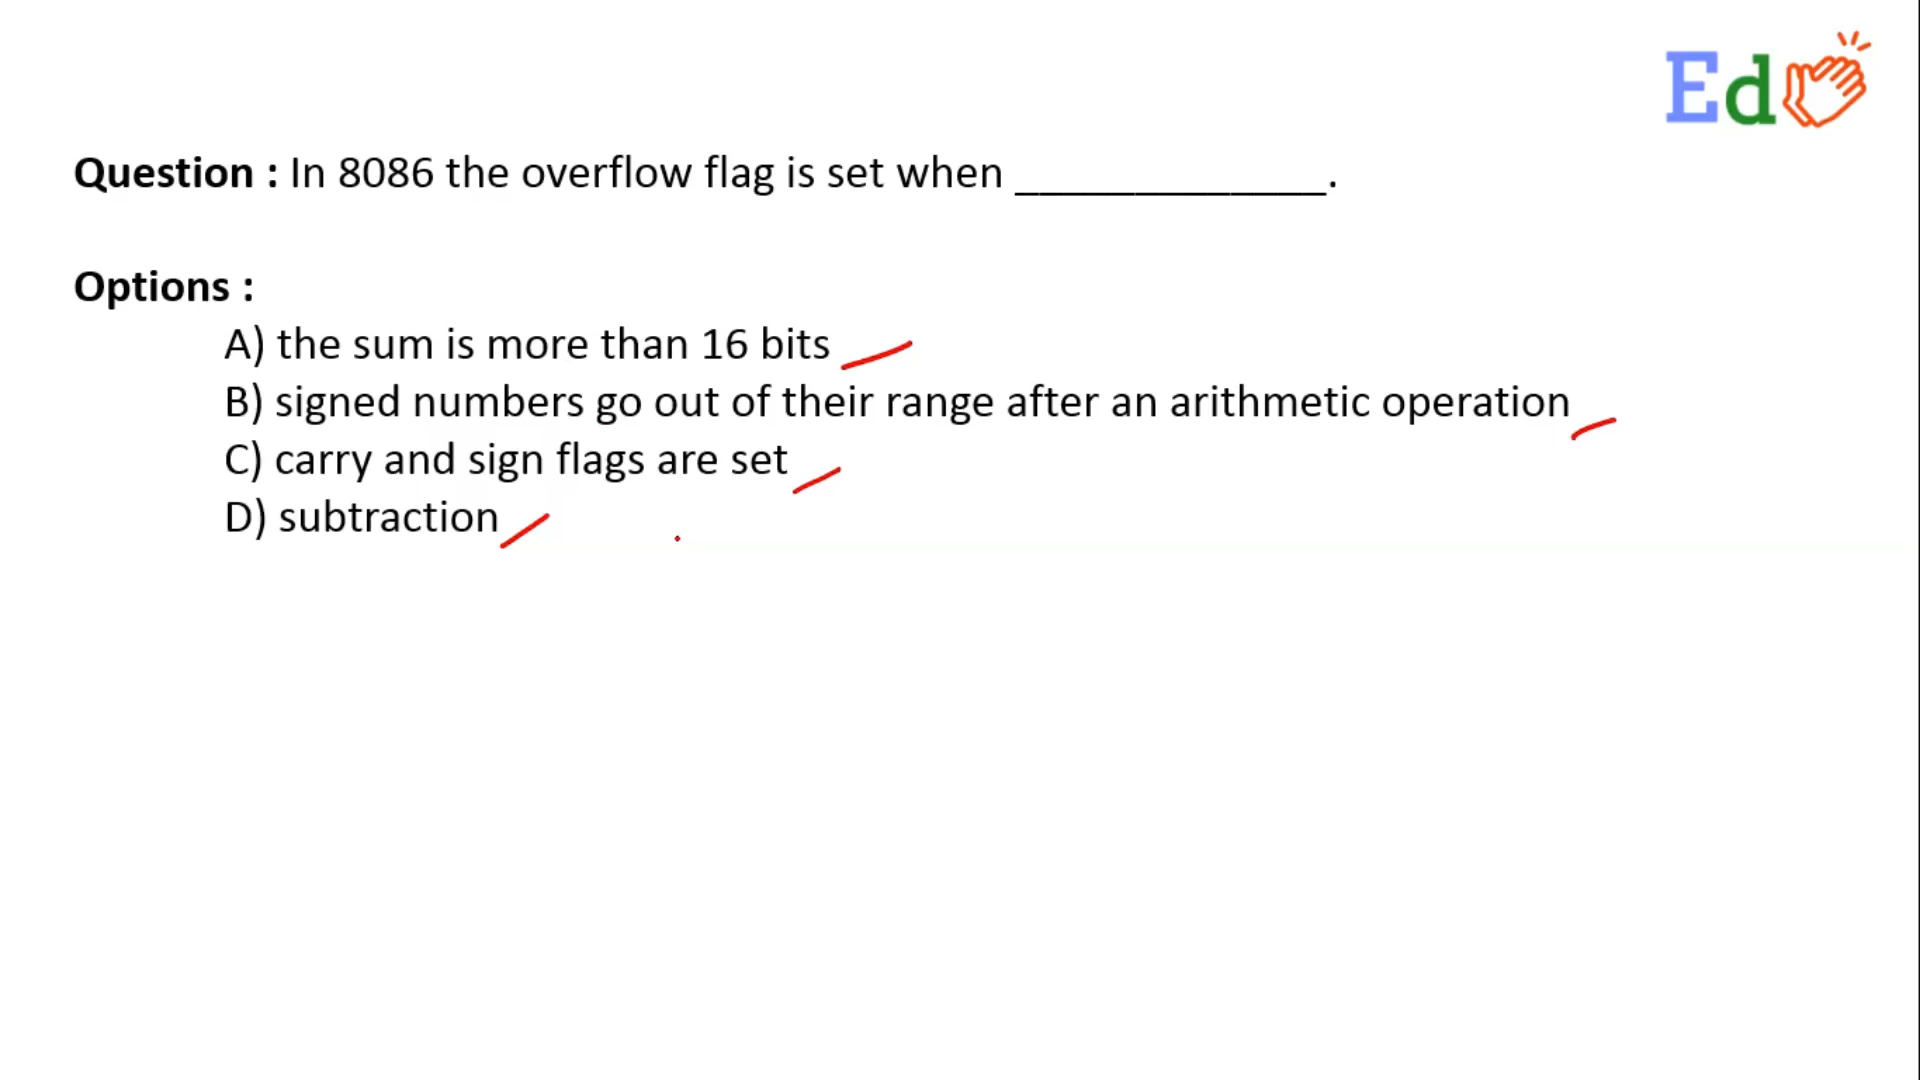 Ed
Question : In 8086 the overflow flag is set when _____________.
Options :
A) the sum is more than 16 bits
B) signed numbers go out of their range after an arithmetic operation
C) carry and sign flags are set
D) subtraction